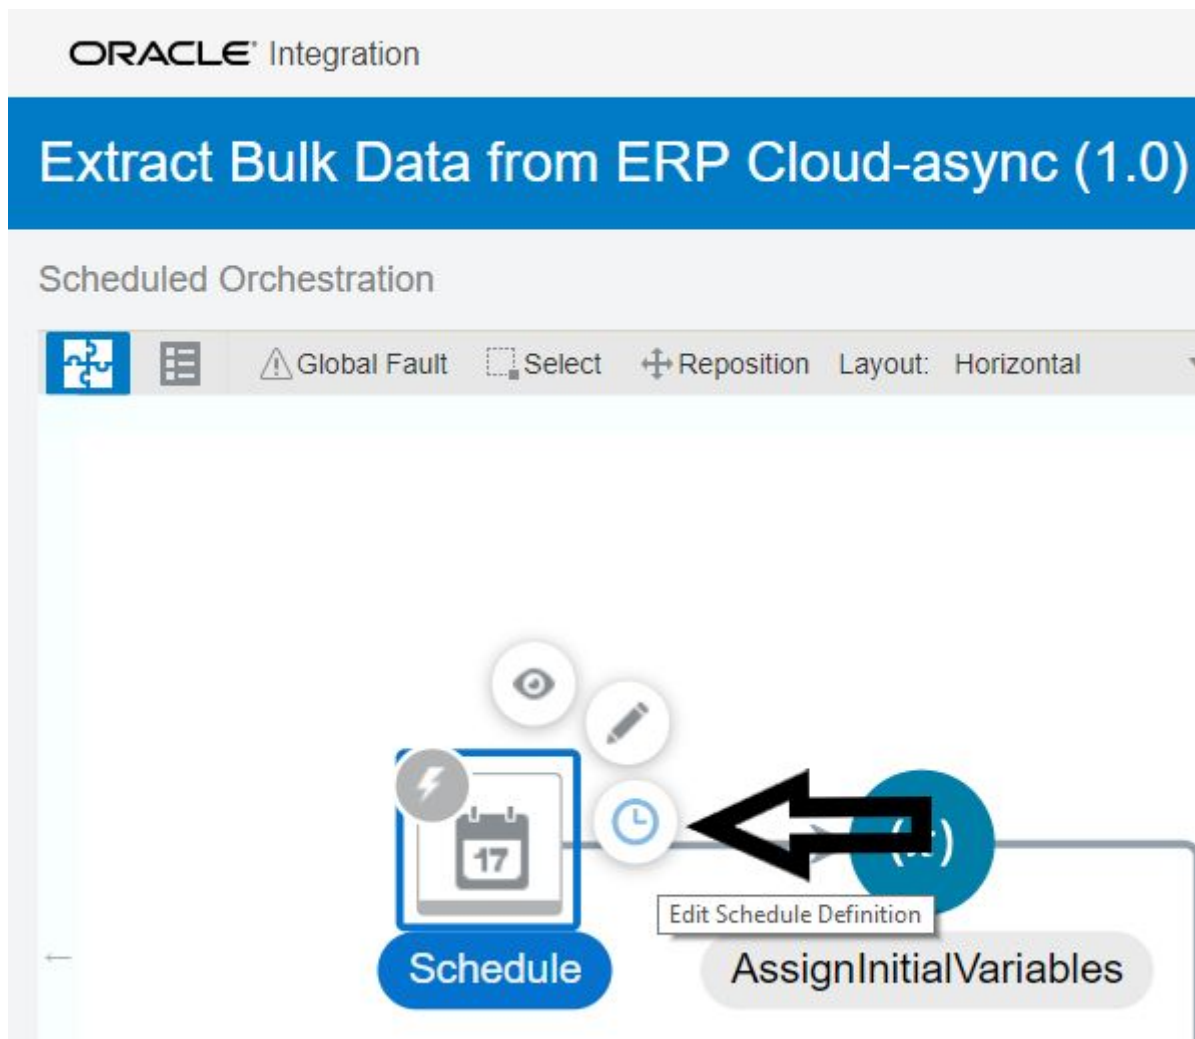 ORACLE Integration
Extract Bulk Data from ERP Cloud-async (1.0)
Scheduled Orchestration
Global Fault Select Reposition Layout: Horizontal
17
Edit Schedule Definition
Schedule AssignInitialVariables